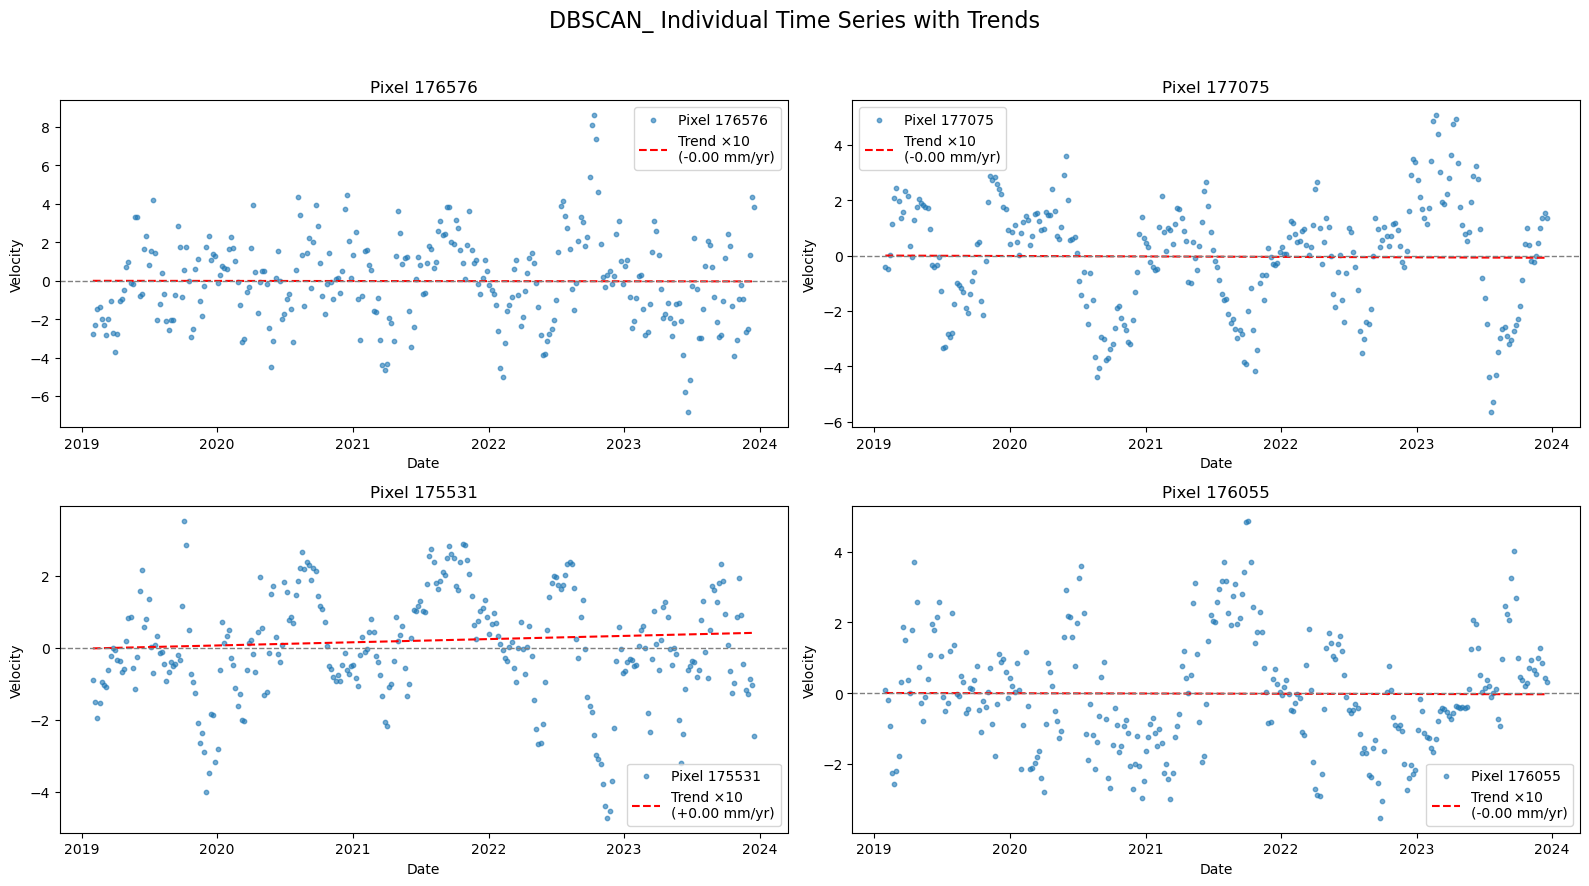 DBSCAN_ Individual Time Series with Trends
Pixel 176576
Velocity
8
6
4
2
0
−2
−4
−6
Pixel 176576
Trend ×10
(-0.00 mm/yr)
2019 2020 2021 2022 2023 2024
Date
Pixel 177075
Velocity
4
2
0
−2
−4
−6
Pixel 177075
Trend ×10
(-0.00 mm/yr)
2019 2020 2021 2022 2023 2024
Date
Pixel 175531
Velocity
2
0
−2
−4
Pixel 175531
Trend ×10
(+0.00 mm/yr)
2019 2020 2021 2022 2023 2024
Date
Pixel 176055
Velocity
4
2
0
−2
Pixel 176055
Trend ×10
(-0.00 mm/yr)
2019 2020 2021 2022 2023 2024
Date